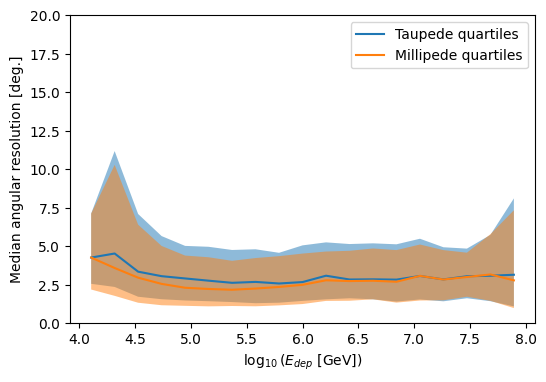 20.0
17.5
15.0
12.5
10.0
7.5
5.0
2.5
0.0
Median angular resolution [deg.]
Taupede quartiles
Millipede quartiles
4.0 4.5 5.0 5.5 6.0 6.5 7.0 7.5 8.0
log₁₀(E_dep [GeV])